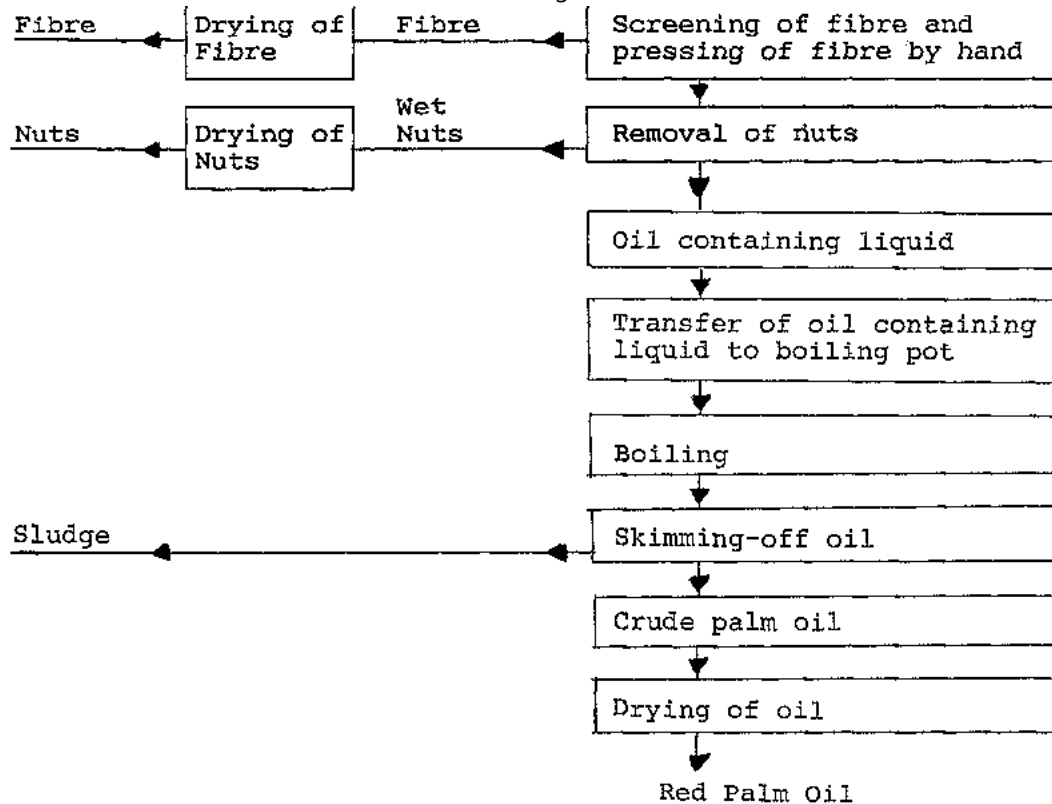 Fibre
Drying of
Fibre
Fibre
Screening of fibre and
pressing of fibre by hand
Nuts
Drying of
Nuts
Wet
Nuts
Removal of nuts
Oil containing liquid
Transfer of oil containing
liquid to boiling pot
Boiling
Sludge
Skimming-off oil
Crude palm oil
Drying of oil
Red Palm Oil